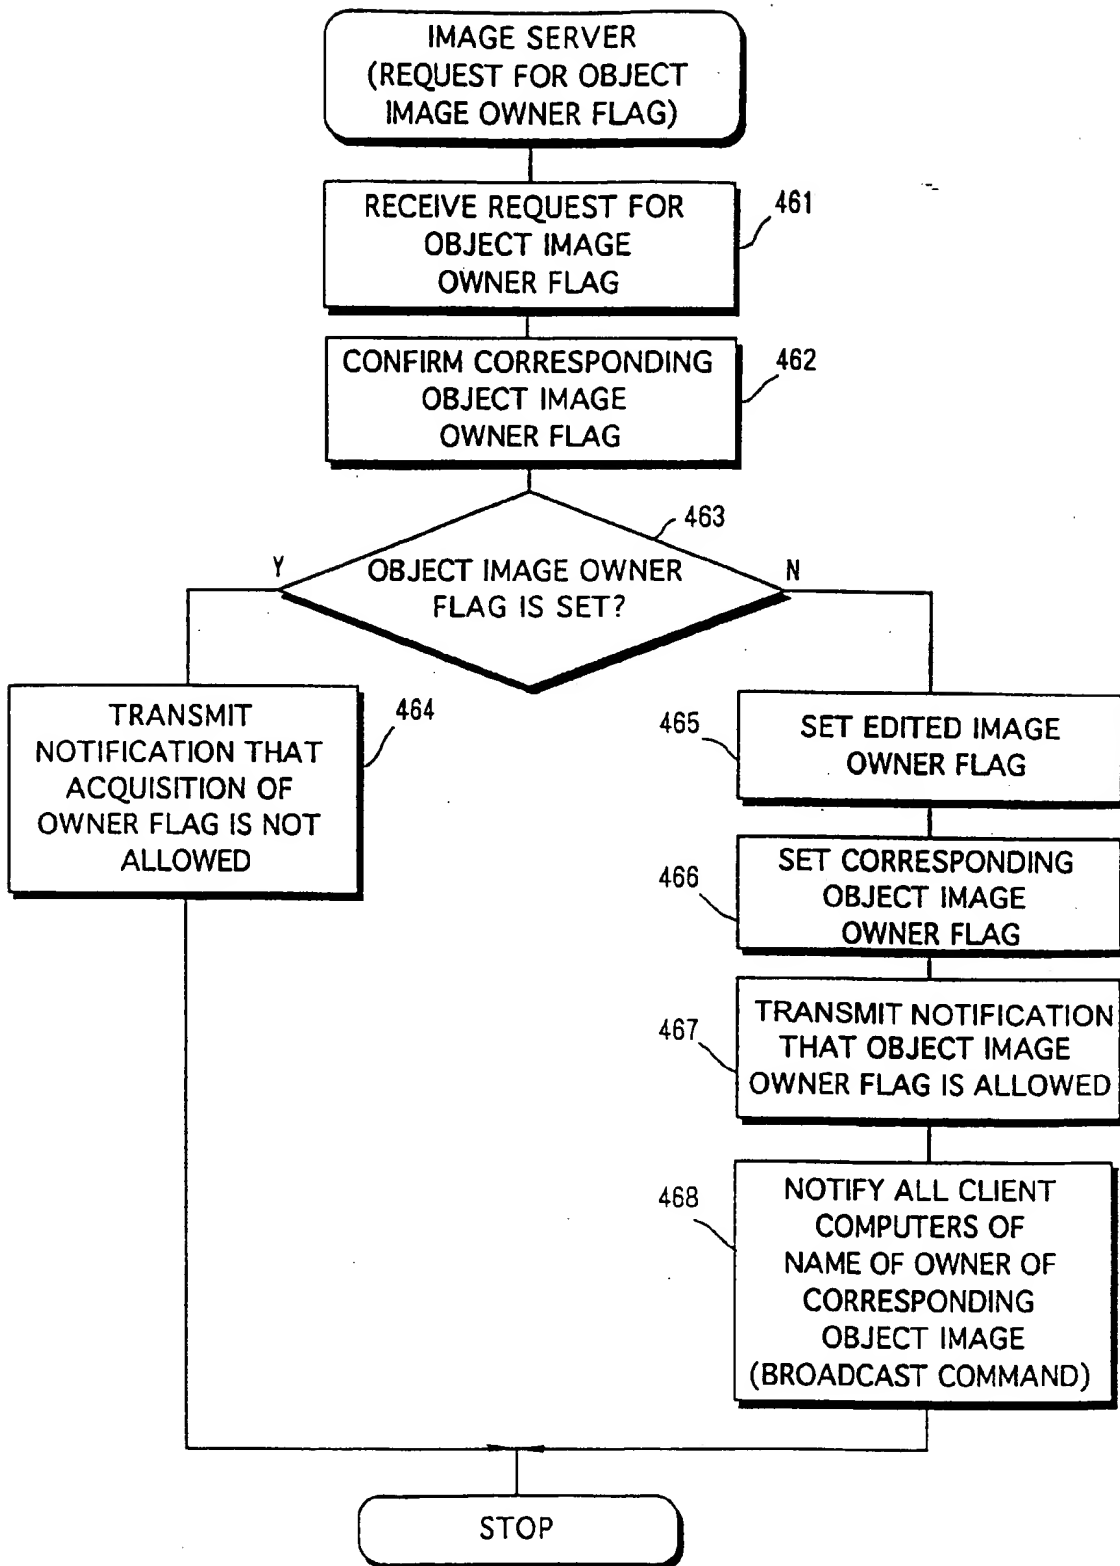 IMAGE SERVER
(REQUEST FOR OBJECT
IMAGE OWNER FLAG)
RECEIVE REQUEST FOR
OBJECT IMAGE
OWNER FLAG
461
CONFIRM CORRESPONDING
OBJECT IMAGE
OWNER FLAG
462
463
Y
OBJECT IMAGE OWNER
FLAG IS SET?
N
TRANSMIT
NOTIFICATION THAT
ACQUISITION OF
OWNER FLAG IS NOT
ALLOWED
464
465
SET EDITED IMAGE
OWNER FLAG
466
SET CORRESPONDING
OBJECT IMAGE
OWNER FLAG
467
TRANSMIT NOTIFICATION
THAT OBJECT IMAGE
OWNER FLAG IS ALLOWED
468
NOTIFY ALL CLIENT
COMPUTERS OF
NAME OF OWNER OF
CORRESPONDING
OBJECT IMAGE
(BROADCAST COMMAND)
STOP